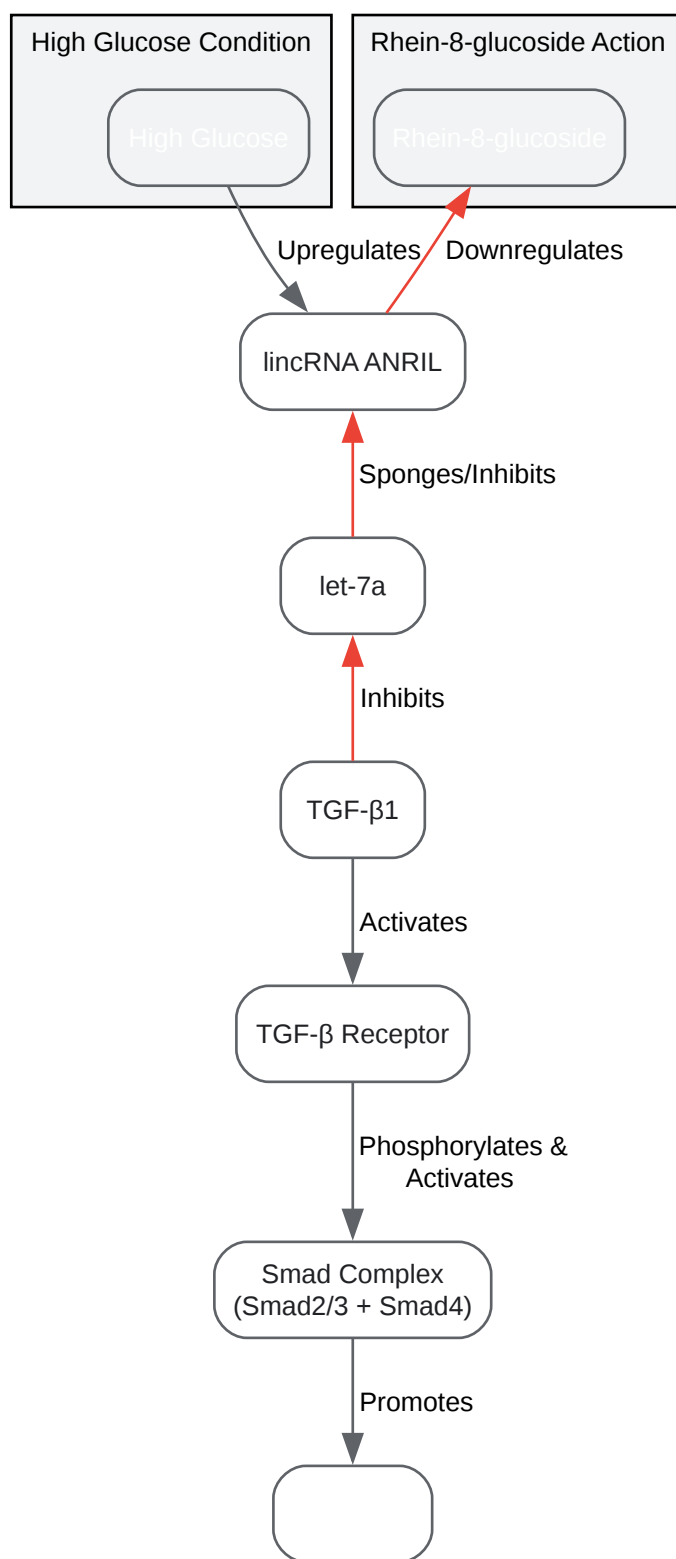 High Glucose Condition
Rhein-8-glucoside Action
High Glucose
Rhein-8-glucoside
Upregulates
Downregulates
lincRNA ANRIL
Sponges/Inhibits
let-7a
Inhibits
TGF-β1
Activates
TGF-β Receptor
Phosphorylates &
Activates
Smad Complex
(Smad2/3 + Smad4)
Promotes